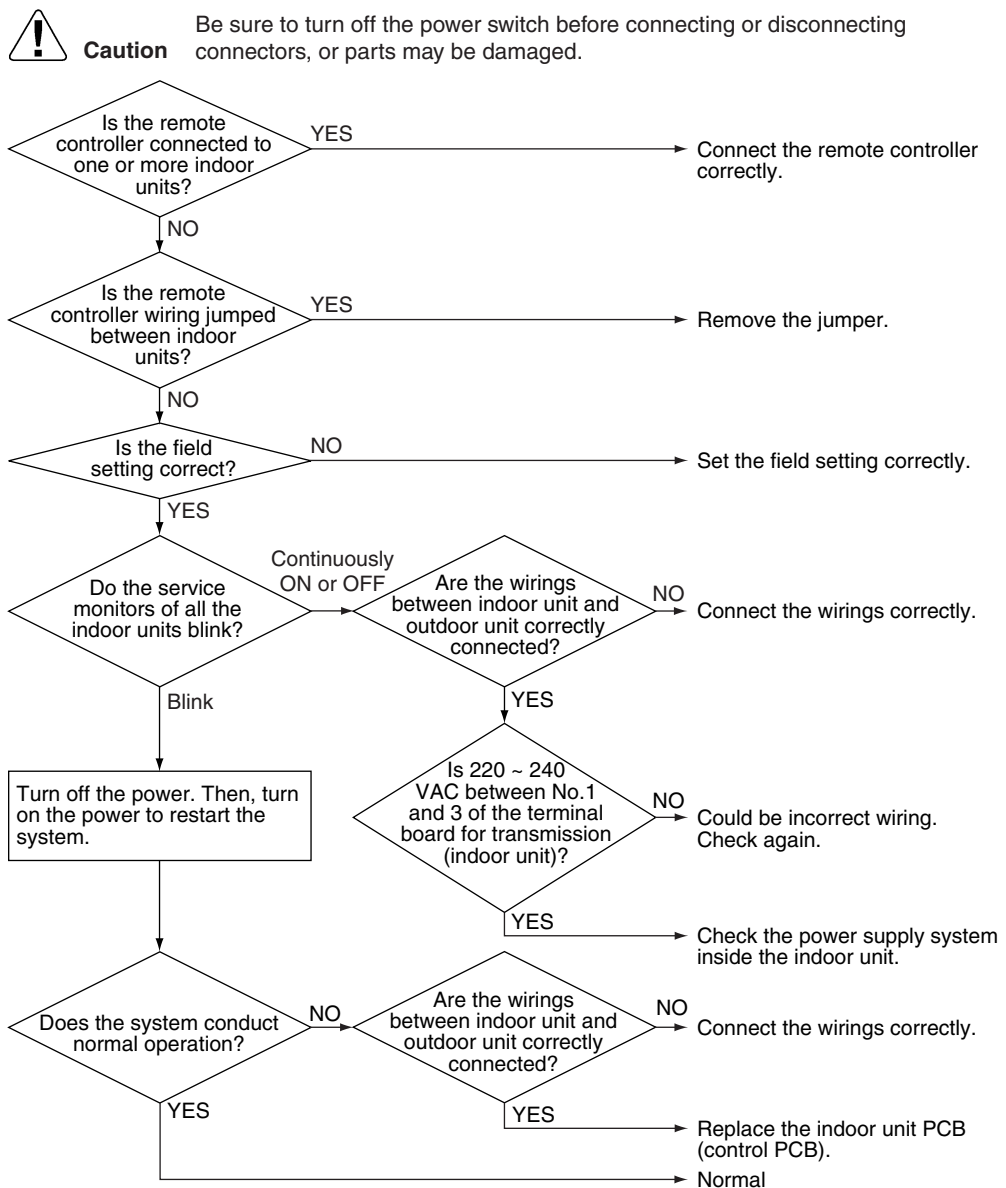 Caution
Be sure to turn off the power switch before connecting or disconnecting
connectors, or parts may be damaged.
Is the remote
controller connected to
one or more indoor
units?
YES
Connect the remote controller
correctly.
NO
Is the remote
controller wiring jumped
between indoor
units?
YES
Remove the jumper.
NO
Is the field
setting correct?
NO
Set the field setting correctly.
YES
Do the service
monitors of all the
indoor units blink?
Continuously
ON or OFF
Are the wirings
between indoor unit and
outdoor unit correctly
connected?
NO
Connect the wirings correctly.
Blink
YES
Turn off the power. Then, turn
on the power to restart the
system.
Is 220 ~ 240
VAC between No.1
and 3 of the terminal
board for transmission
(indoor unit)?
NO
Could be incorrect wiring.
Check again.
YES
Check the power supply system
inside the indoor unit.
Does the system conduct
normal operation?
NO
Are the wirings
between indoor unit and
outdoor unit correctly
connected?
NO
Connect the wirings correctly.
YES
YES
Replace the indoor unit PCB
(control PCB).
Normal